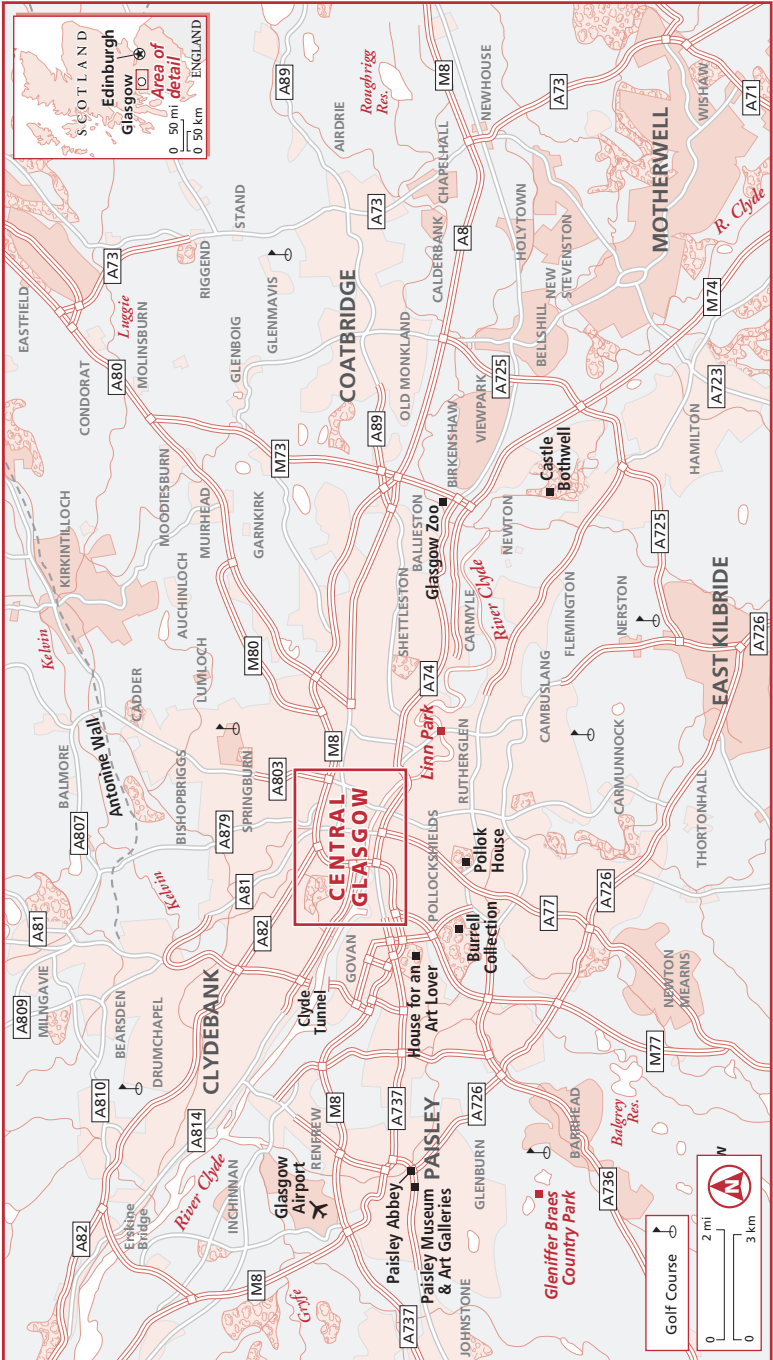 SCOTLAND
Edinburgh
Glasgow
Area of
detail
ENGLAND
0 50 mi
0 50 km
EASTFIELD
A73
Luggie
CONDORAT
A80
MOLINSBURN
RIGGEND
STAND
A89
AIRDRIE
Roughrigg
Res.
M8
NEWHOUSE
A73
WISHAW
A71
GLENBOIG
GLENMAVIS
COATBRIDGE
A73
CALDERBANK
CHAPELHALL
A8
HOLYTOWN
NEW
STEVENSTON
MOTHERWELL
R. Clyde
M74
KIRKINTILLOCH
MOODIESBURN
MUIRHEAD
GARNKIRK
M73
A89
OLD MONKLAND
BIRKENSHAW
VIEWPARK
A725
BELLSHILL
HAMILTON
A723
Kelvin
AUCHINLOCH
LUMLOCH
M80
SHETTLESTON
BALLIESTON
Glasgow Zoo
NEWTON
Castle
Bothwell
A725
BALMORE
Antonine Wall
CADDER
BISHOPBRIGGS
SPRINGBURN
A803
M8
A74
CARMYLE
River Clyde
FLEMINGTON
NERSTON
EAST KILBRIDE
A726
Linn Park
RUTHERGLEN
CAMBUSLANG
CARMUNNOCK
THORTONHALL
A807
A879
Kelvin
A81
A81
A82
CENTRAL
GLASGOW
POLLOCKSHIELDS
Pollok
House
A77
A726
A809
MILNGAVIE
BEARSDEN
DRUMCHAPEL
CLYDEBANK
GOVAN
Clyde
Tunnel
House for an
Art Lover
Burrell
Collection
NEWTON
MEARNS
M77
A810
A814
RENFREW
M8
A737
A726
BARRHEAD
Balgrey
Res.
A82
Erskine
Bridge
River Clyde
INCHINNAN
Glasgow
Airport
Paisley Abbey
PAISLEY
Paisley Museum
& Art Galleries
GLENBURN
Gleniffer Braes
Country Park
A736
M8
Gryfe
A737
JOHNSTONE
Golf Course
0 2 mi
0 3 km
N
N